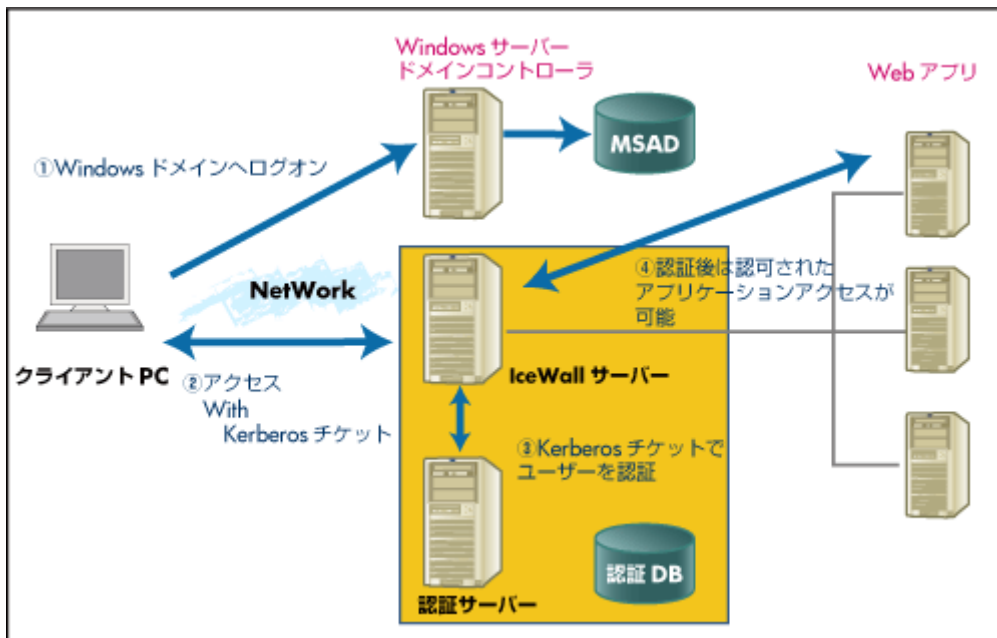 Windows サーバー
ドメインコントローラ
Web アプリ
MSAD
①Windows ドメインへログオン
NetWork
④認証後は認可された
アプリケーションアクセスが
可能
クライアント PC
②アクセス
With
Kerberos チケット
IceWall サーバー
③Kerberos チケットで
ユーザーを認証
認証 DB
認証サーバー